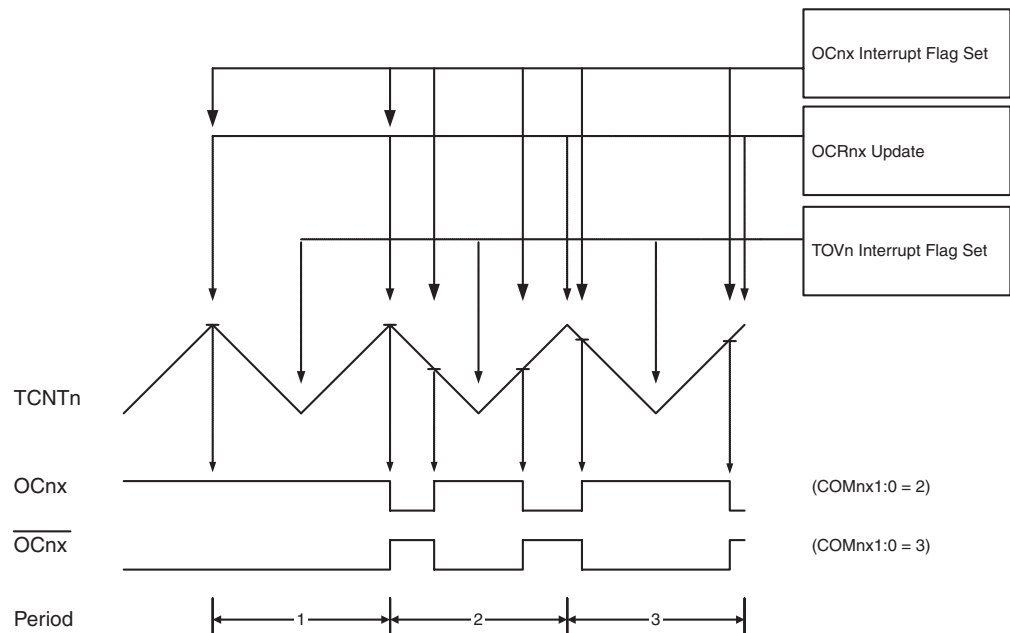 OCnx Interrupt Flag Set
OCRnx Update
TOVn Interrupt Flag Set
TCNTn
OCnx
(COMnx1:0 = 2)
OCnx
(COMnx1:0 = 3)
Period
1
2
3